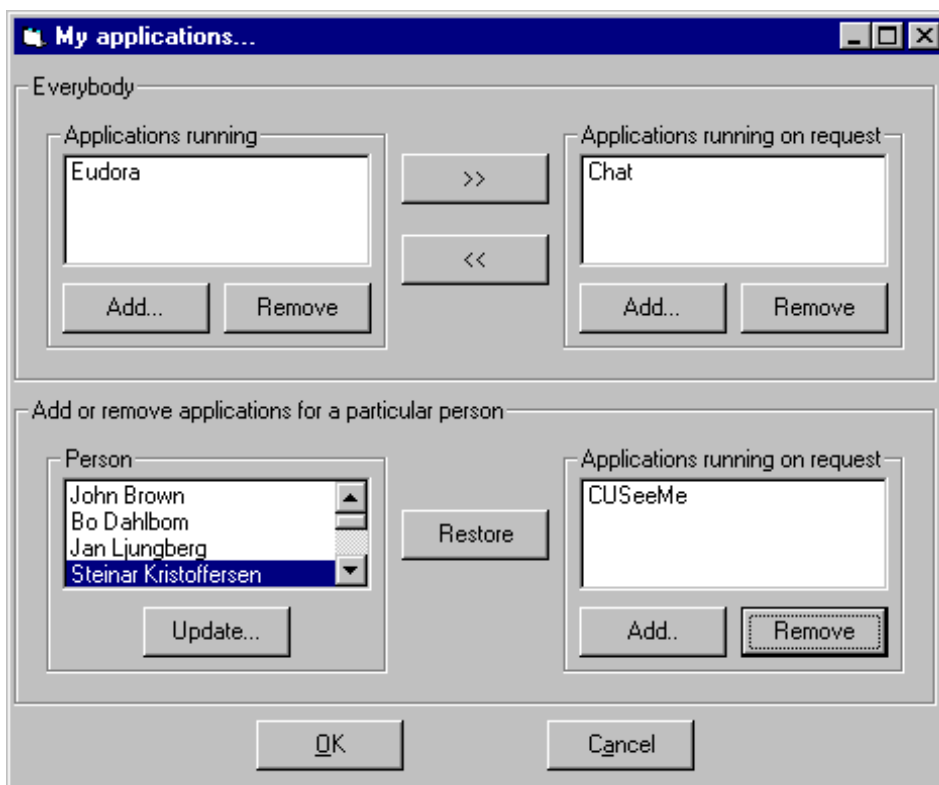 My applications...
Everybody
Applications running
Applications running on request
Eudora
>>
Chat
<<
Add...
Remove
Add...
Remove
Add or remove applications for a particular person
Person
Applications running on request
John Brown
Bo Dahlbom
Jan Ljungberg
Steinar Kristoffersen
Restore
CUSeeMe
Update...
Add..
Remove
OK
Cancel